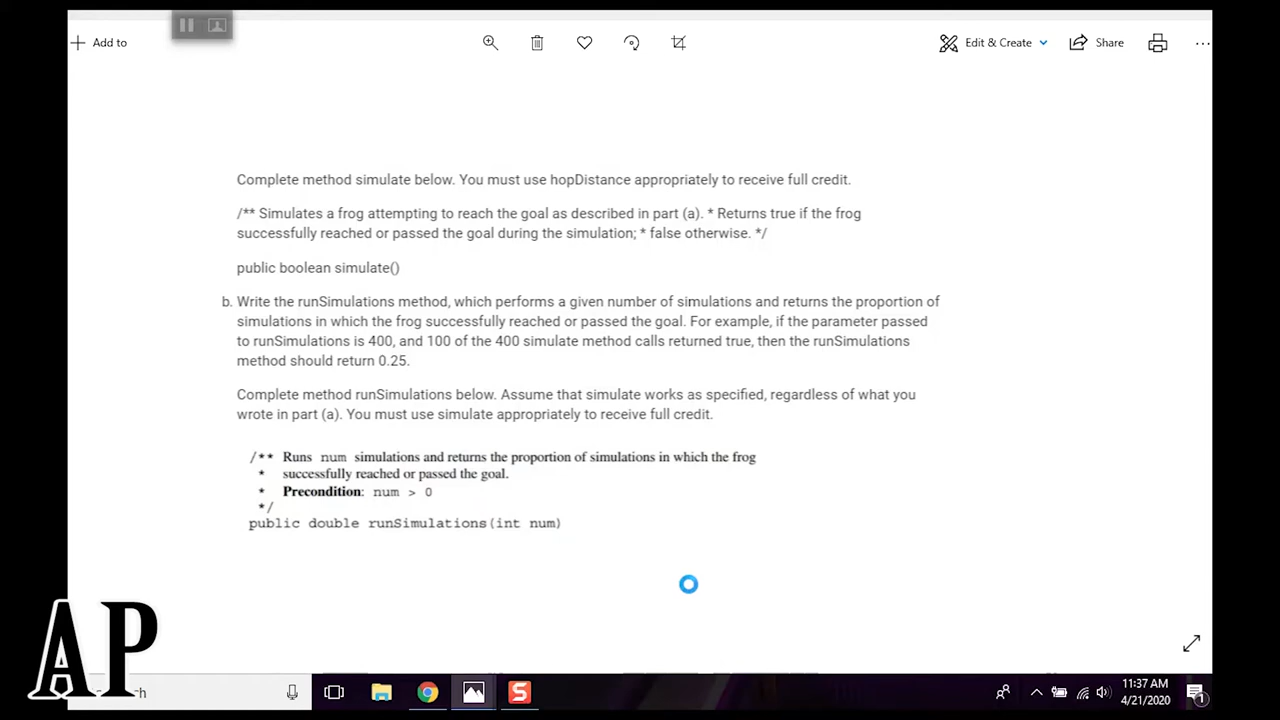 Add to
Edit & Create
Share
Complete method simulate below. You must use hopDistance appropriately to receive full credit.
/** Simulates a frog attempting to reach the goal as described in part (a). * Returns true if the frog
successfully reached or passed the goal during the simulation; * false otherwise. */
public boolean simulate()
b. Write the runSimulations method, which performs a given number of simulations and returns the proportion of
simulations in which the frog successfully reached or passed the goal. For example, if the parameter passed
to runSimulations is 400, and 100 of the 400 simulate method calls returned true, then the runSimulations
method should return 0.25.
Complete method runSimulations below. Assume that simulate works as specified, regardless of what you
wrote in part (a). You must use simulate appropriately to receive full credit.
/** Runs num simulations and returns the proportion of simulations in which the frog
* successfully reached or passed the goal.
* Precondition: num > 0
*/
public double runSimulations(int num)
AP
rch
S
11:37 AM
4/21/2020
1